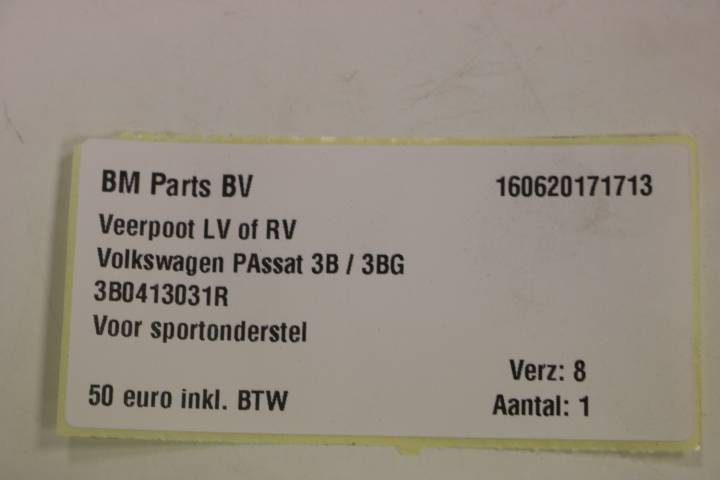 BM Parts BV 160620171713
Veerpoot LV of RV
Volkswagen PAssat 3B / 3BG
3B0413031R
Voor sportonderstel
Verz: 8
50 euro inkl. BTW Aantal: 1